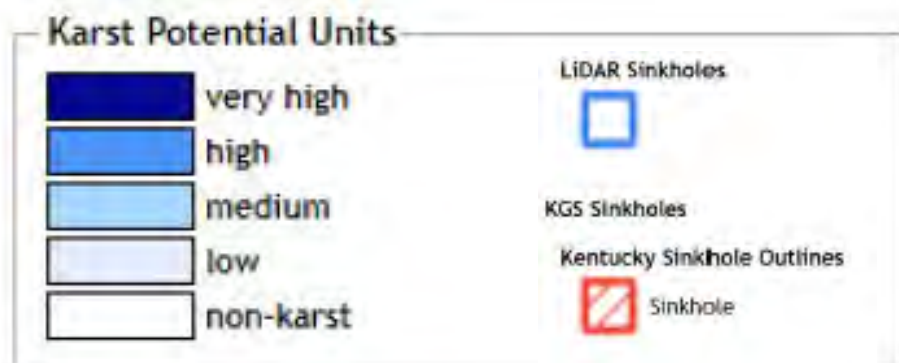 Karst Potential Units
very high
high
medium
low
non-karst
LiDAR Sinkholes
KGS Sinkholes
Kentucky Sinkhole Outlines
Sinkhole